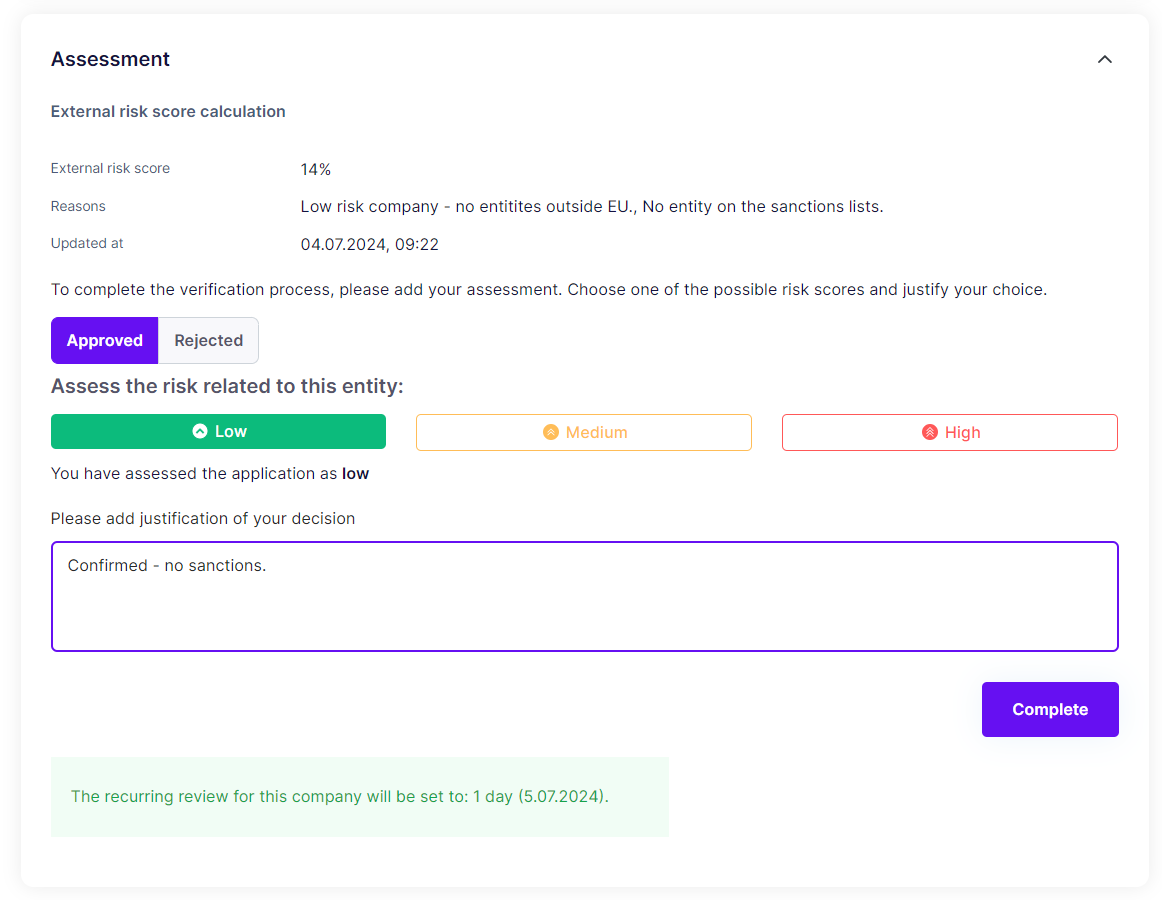 Assessment
External risk score calculation
External risk score 14%
Reasons Low risk company - no entitites outside EU., No entity on the sanctions lists.
Updated at 04.07.2024, 09:22
To complete the verification process, please add your assessment. Choose one of the possible risk scores and justify your choice.
Approved Rejected
Assess the risk related to this entity:
Low Medium High
You have assessed the application as low
Please add justification of your decision
Confirmed - no sanctions.
Complete
The recurring review for this company will be set to: 1 day (5.07.2024).